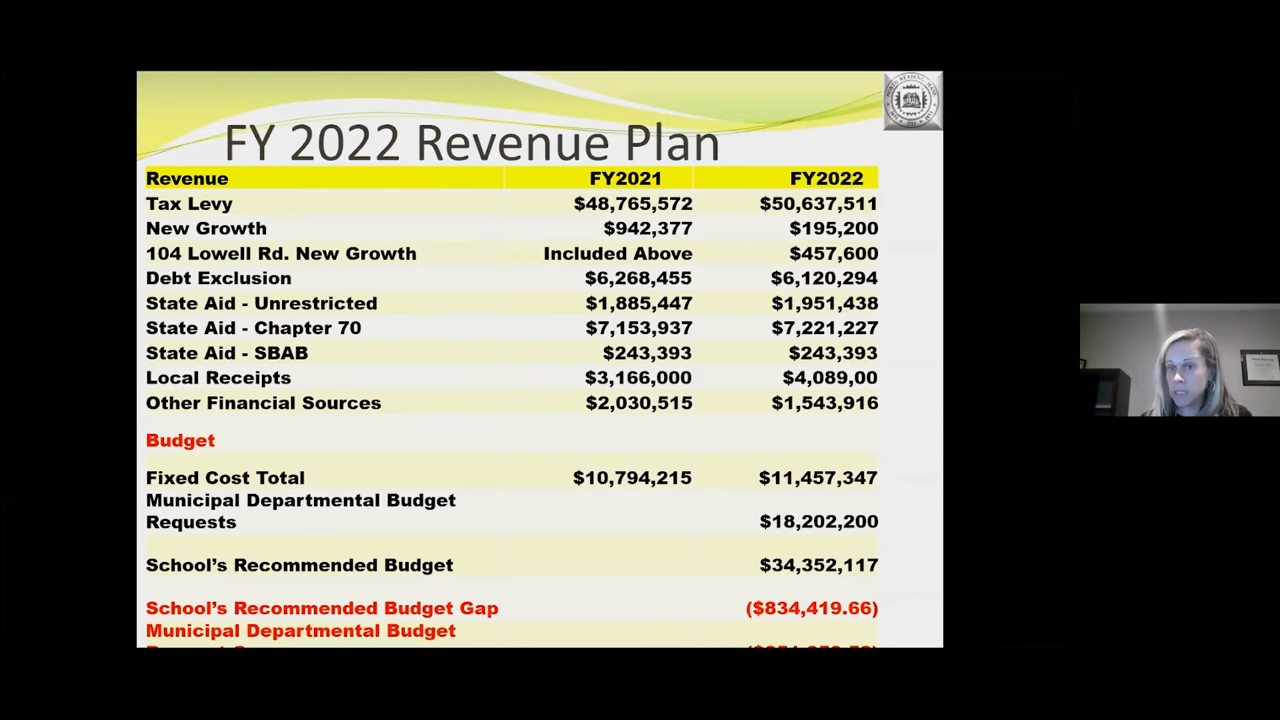 FY 2022 Revenue Plan
Revenue FY2021 FY2022
Tax Levy $48,765,572 $50,637,511
New Growth $942,377 $195,200
104 Lowell Rd. New Growth Included Above $457,600
Debt Exclusion $6,268,455 $6,120,294
State Aid - Unrestricted $1,885,447 $1,951,438
State Aid - Chapter 70 $7,153,937 $7,221,227
State Aid - SBAB $243,393 $243,393
Local Receipts $3,166,000 $4,089,00
Other Financial Sources $2,030,515 $1,543,916
Budget
Fixed Cost Total $10,794,215 $11,457,347
Municipal Departmental Budget
Requests $18,202,200
School’s Recommended Budget $34,352,117
School’s Recommended Budget Gap ($834,419.66)
Municipal Departmental Budget